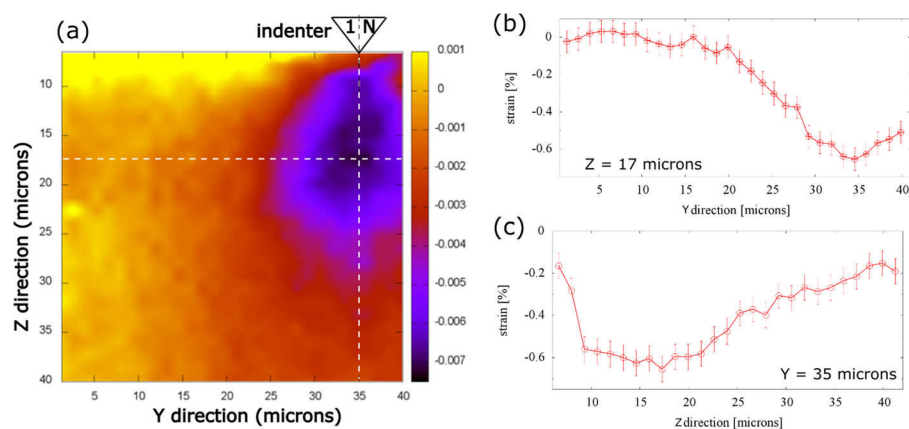 (a)
indenter 1 N
0.001
0
-0.001
-0.002
-0.003
-0.004
-0.005
-0.006
-0.007
10
15
20
25
30
35
40
Z direction (microns)
5 10 15 20 25 30 35 40
Y direction (microns)
(b)
0
-0.2
-0.4
-0.6
strain [%]
Z = 17 microns
0 5 10 15 20 25 30 35 40
Y direction [microns]
(c)
0
-0.2
-0.4
-0.6
strain [%]
Y = 35 microns
10 15 20 25 30 35 40
Z direction [microns]